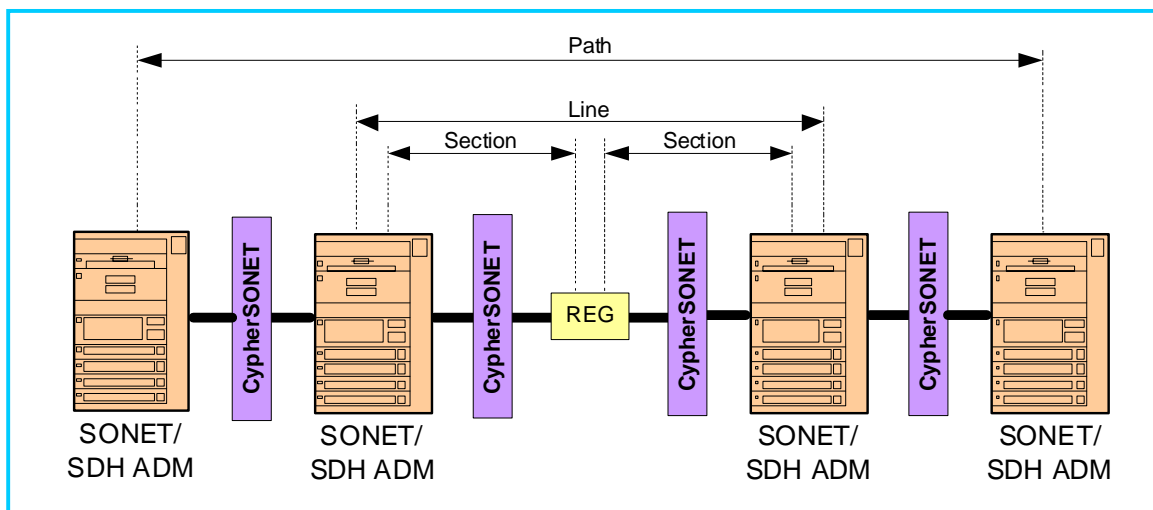 Path
Line
Section
Section
CypherSONET
CypherSONET
REG
CypherSONET
CypherSONET
SONET/
SDH ADM
SONET/
SDH ADM
SONET/
SDH ADM
SONET/
SDH ADM